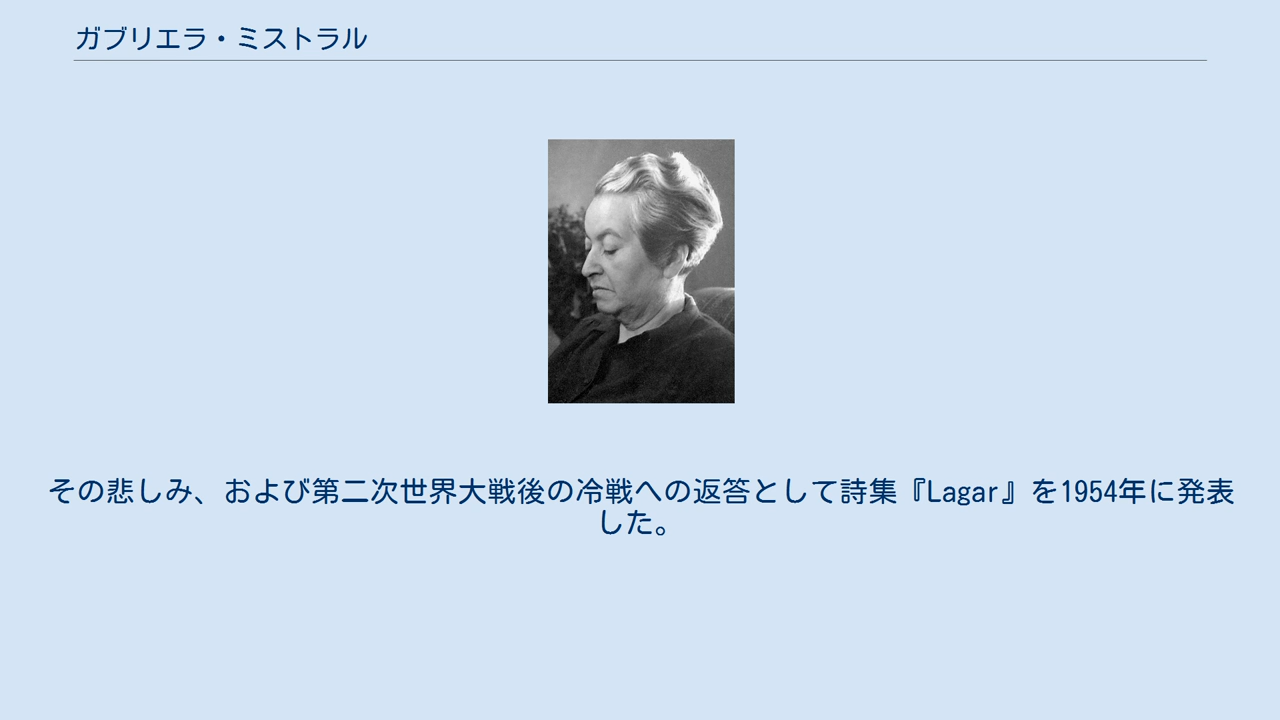 ガブリエラ・ミストラル
その悲しみ、および第二次世界大戦後の冷戦への返答として詩集『Lagar』を1954年に発表
した。